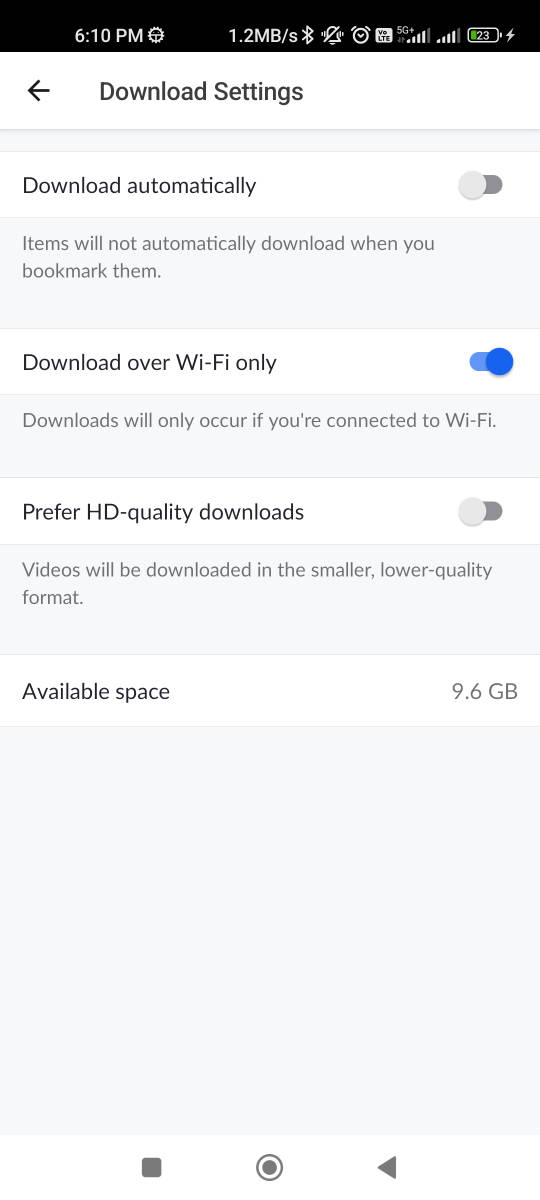 6:10 PM 1.2MB/s Vo LTE 5G+ 23
Download Settings
Download automatically
Items will not automatically download when you
bookmark them.
Download over Wi-Fi only
Downloads will only occur if you're connected to Wi-Fi.
Prefer HD-quality downloads
Videos will be downloaded in the smaller, lower-quality
format.
Available space 9.6 GB